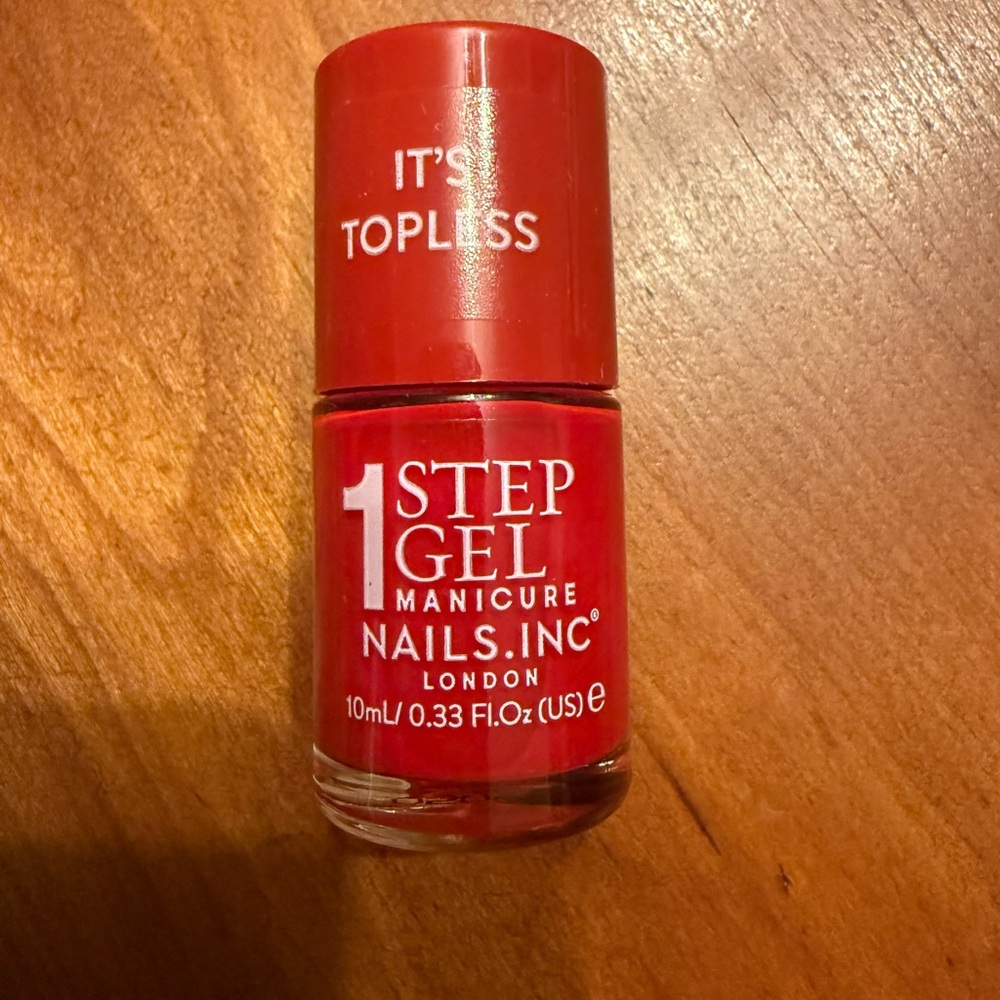 IT'S
TOPLESS
1 STEP
GEL
MANICURE
NAILS.INC®
LONDON
10mL/ 0.33 Fl.Oz (US) ℮